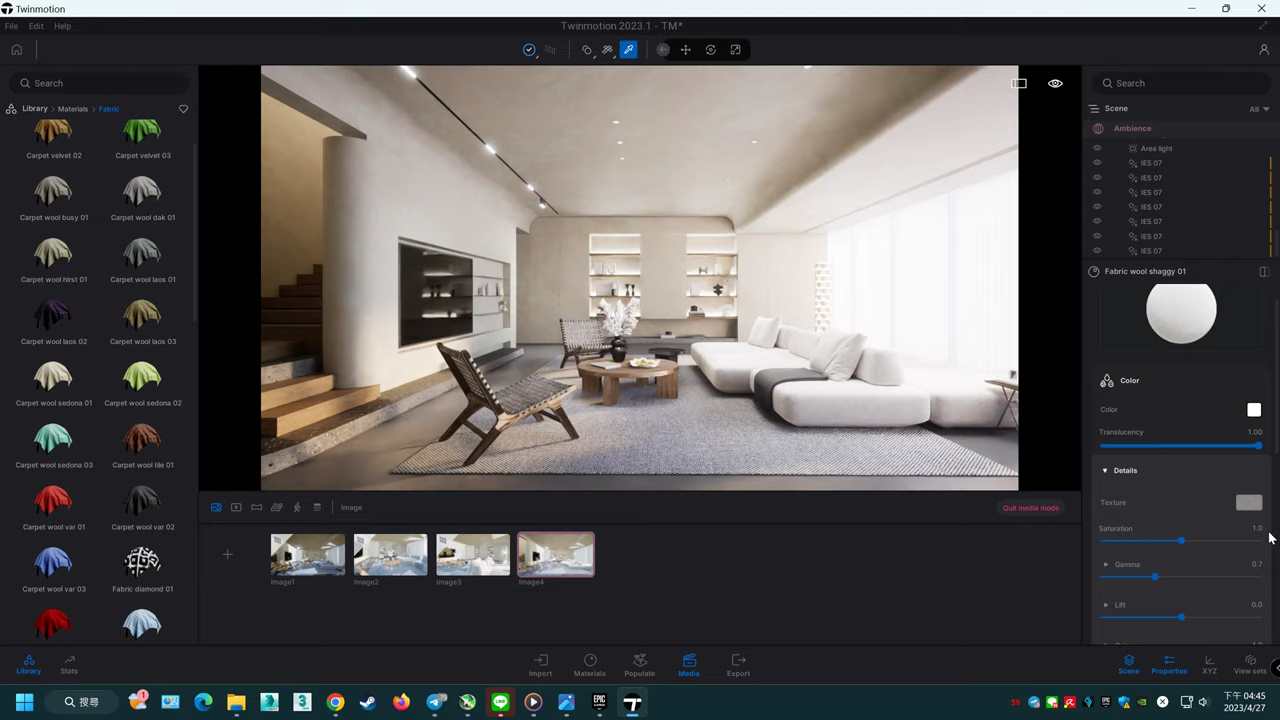 Twinmotion
File Edit Help
Twinmotion 2023.1 - TM*
Search
Library > Materials > Fabric
Carpet velvet 02
Carpet velvet 03
Carpet wool busy 01
Carpet wool dak 01
Carpet wool hirst 01
Carpet wool laos 01
Carpet wool laos 02
Carpet wool laos 03
Carpet wool sedona 01
Carpet wool sedona 02
Carpet wool sedona 03
Carpet wool tile 01
Carpet wool var 01
Carpet wool var 02
Carpet wool var 03
Fabric diamond 01
Image
Quit media mode
Image1
Image2
Image3
Image4
Search
Scene
All
Ambience
Area light
IES 07
IES 07
IES 07
IES 07
IES 07
IES 07
IES 07
Fabric wool shaggy 01
Color
Color
Translucency 1.00
Details
Texture
Saturation 1.0
Gamma 0.7
Lift 0.0
Library
Stats
Import
Materials
Populate
Media
Export
Scene
Properties
XYZ
View sets
搜尋
1
EPIC
59
下午 04:45
2023/4/27